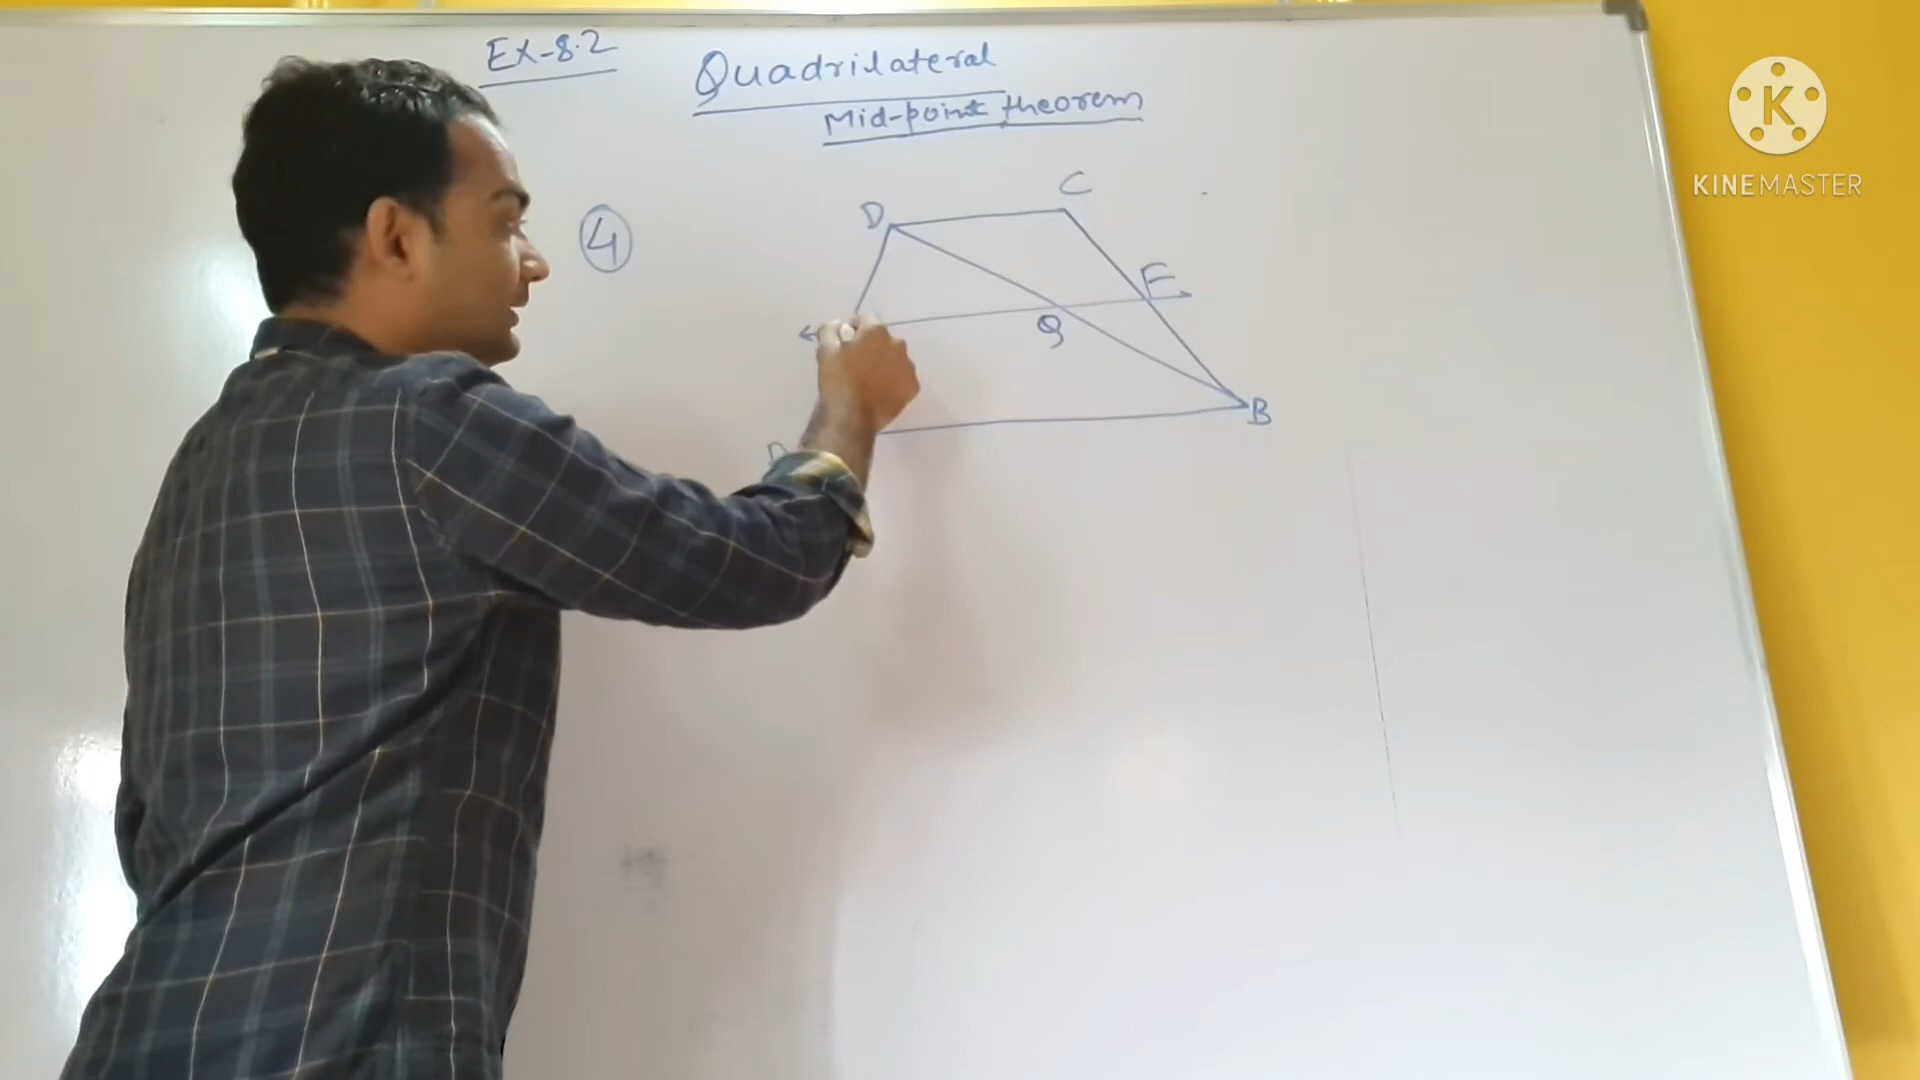 EX-8.2
Quadrilateral
Mid-point theorem
4
D
C
F
Q
B
K
KINEMASTER